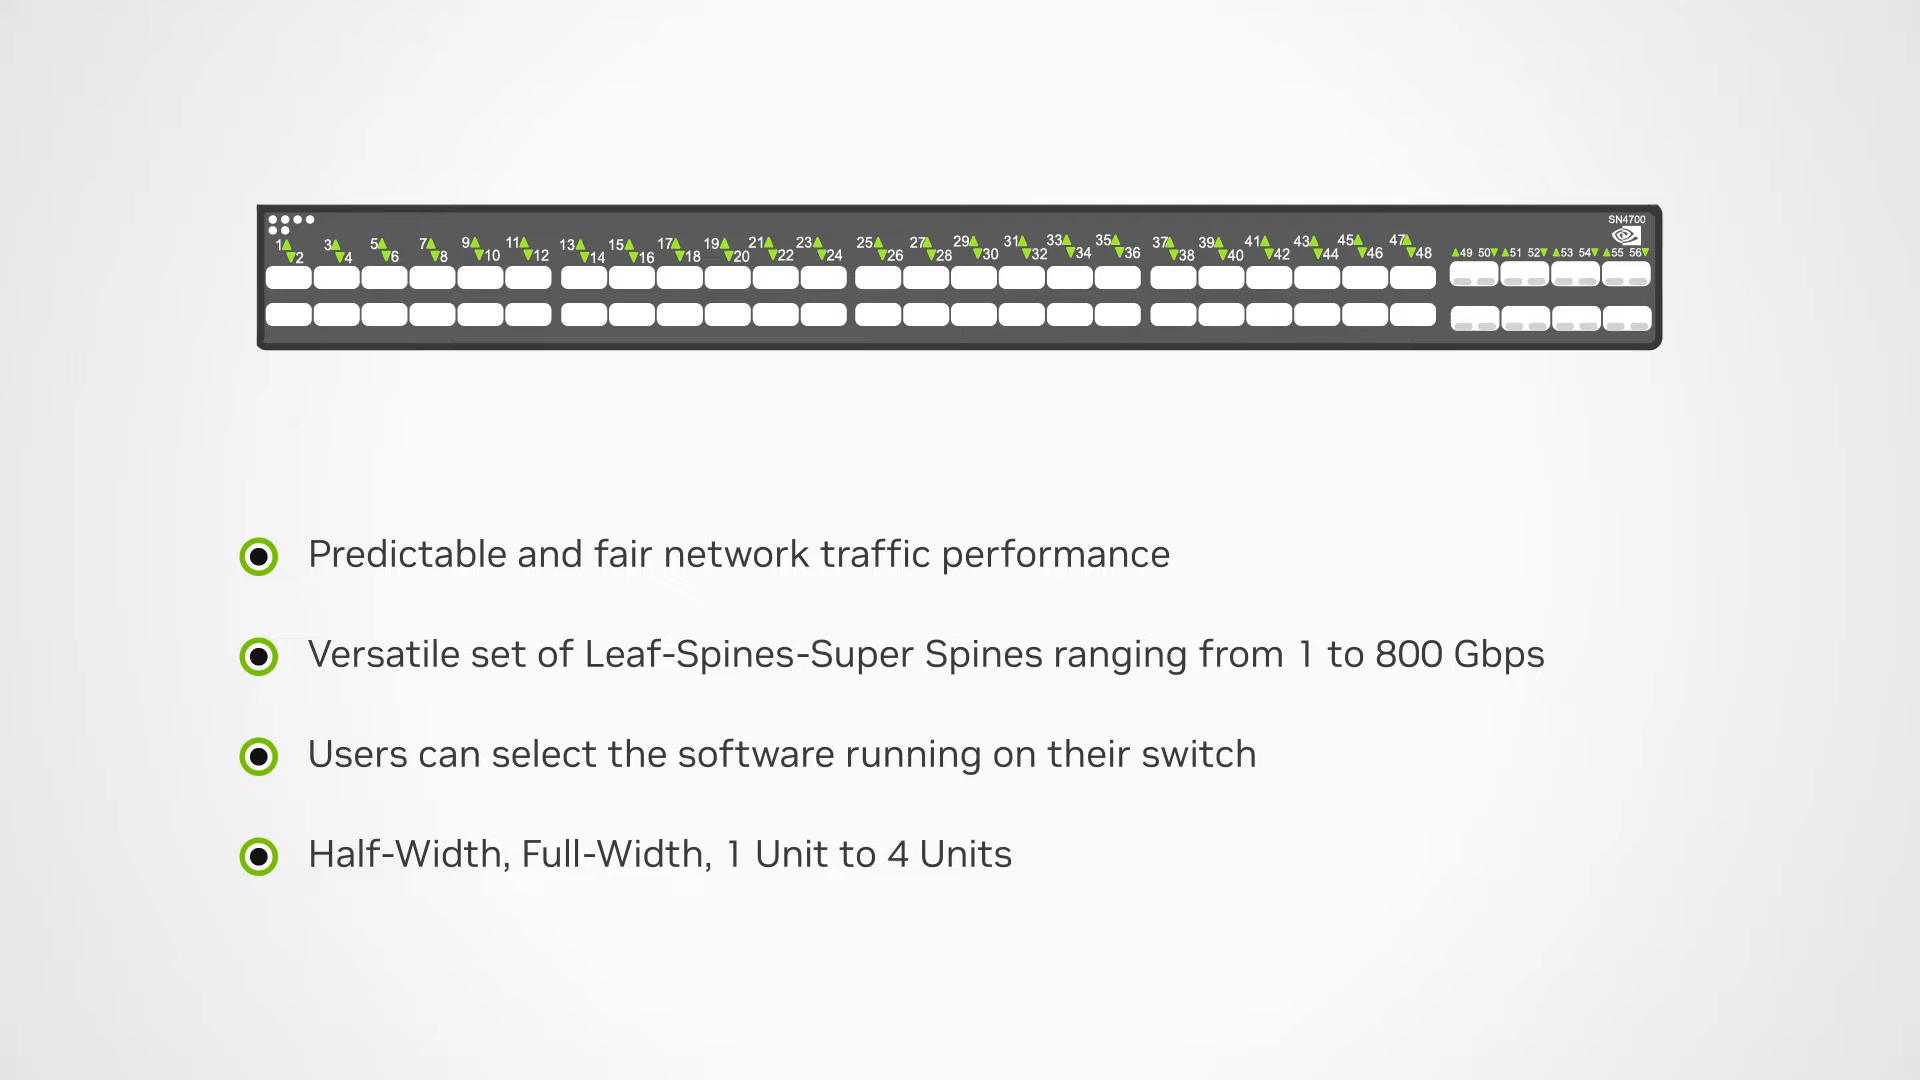 SN4700
1 3 5 7 9 11 13 15 17 19 21 23 25 27 29 31 33 35 37 39 41 43 45 47
2 4 6 8 10 12 14 16 18 20 22 24 26 28 30 32 34 36 38 40 42 44 46 48 49 50 51 52 53 54 55 56
Predictable and fair network traffic performance
Versatile set of Leaf-Spines-Super Spines ranging from 1 to 800 Gbps
Users can select the software running on their switch
Half-Width, Full-Width, 1 Unit to 4 Units